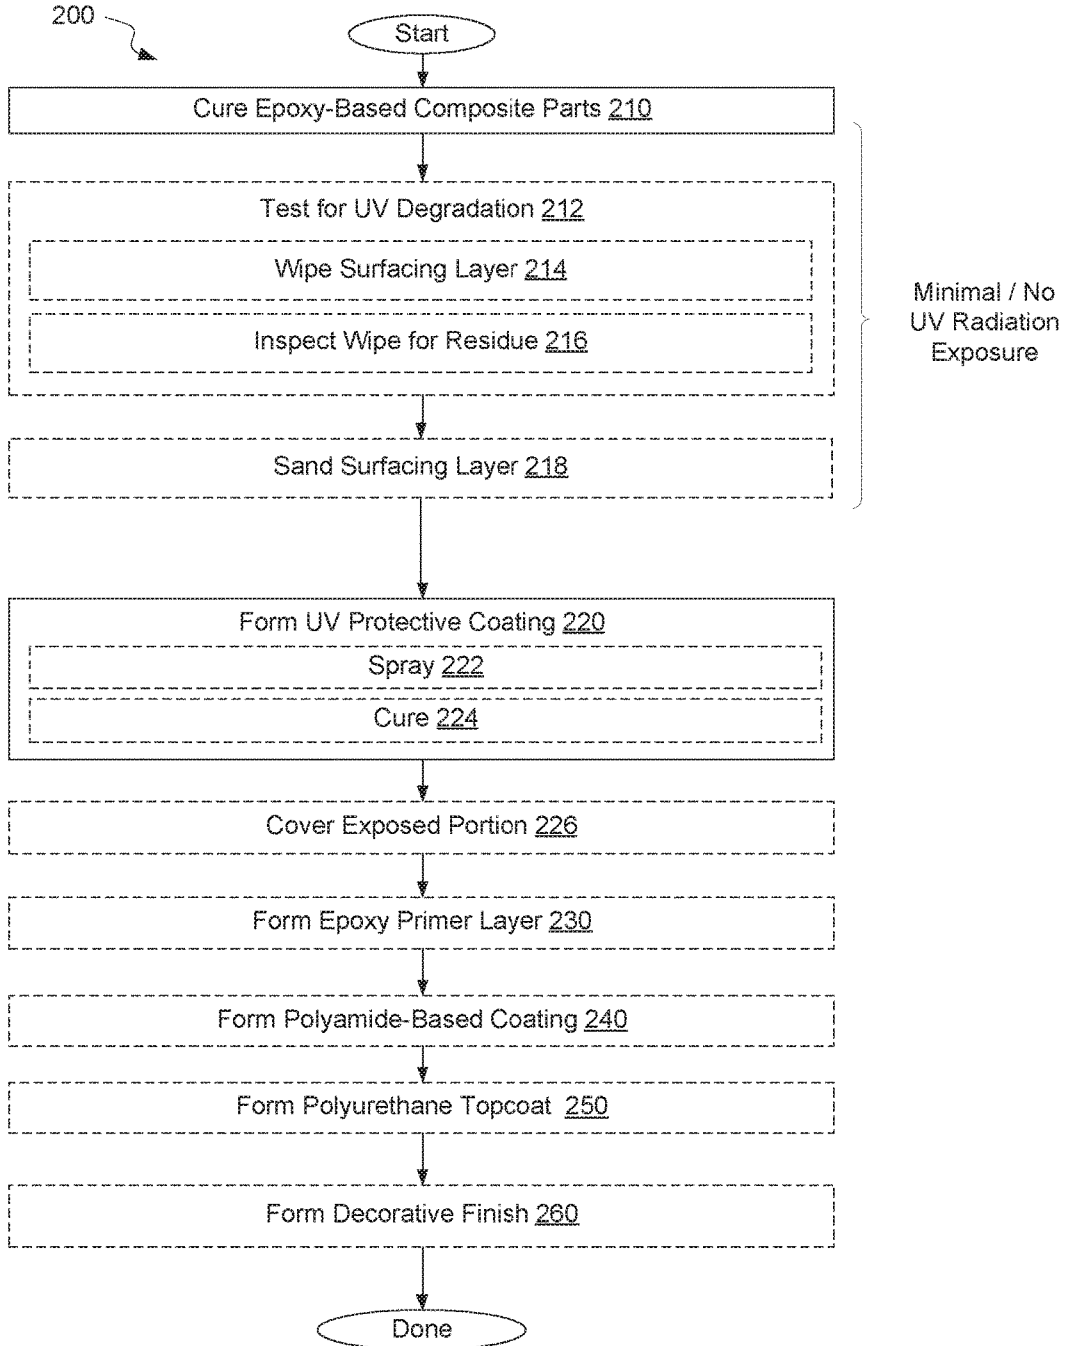 200
Start
Cure Epoxy-Based Composite Parts 210
Test for UV Degradation 212
Wipe Surfacing Layer 214
Inspect Wipe for Residue 216
Minimal / No
UV Radiation
Exposure
Sand Surfacing Layer 218
Form UV Protective Coating 220
Spray 222
Cure 224
Cover Exposed Portion 226
Form Epoxy Primer Layer 230
Form Polyamide-Based Coating 240
Form Polyurethane Topcoat 250
Form Decorative Finish 260
Done